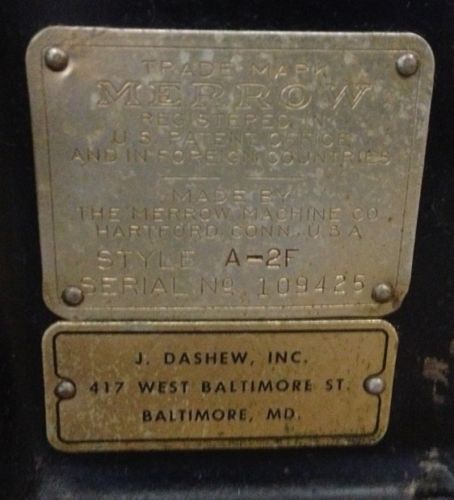 TRADE MARK
MERROW
REGISTERED IN
U.S. PATENT OFFICE
AND IN FOREIGN COUNTRIES
MADE BY
THE MERROW MACHINE CO
HARTFORD. CONN. U.S.A
STYLE A-2F
SERIAL No 109425
J. DASHEW, INC.
417 WEST BALTIMORE ST.
BALTIMORE, MD.